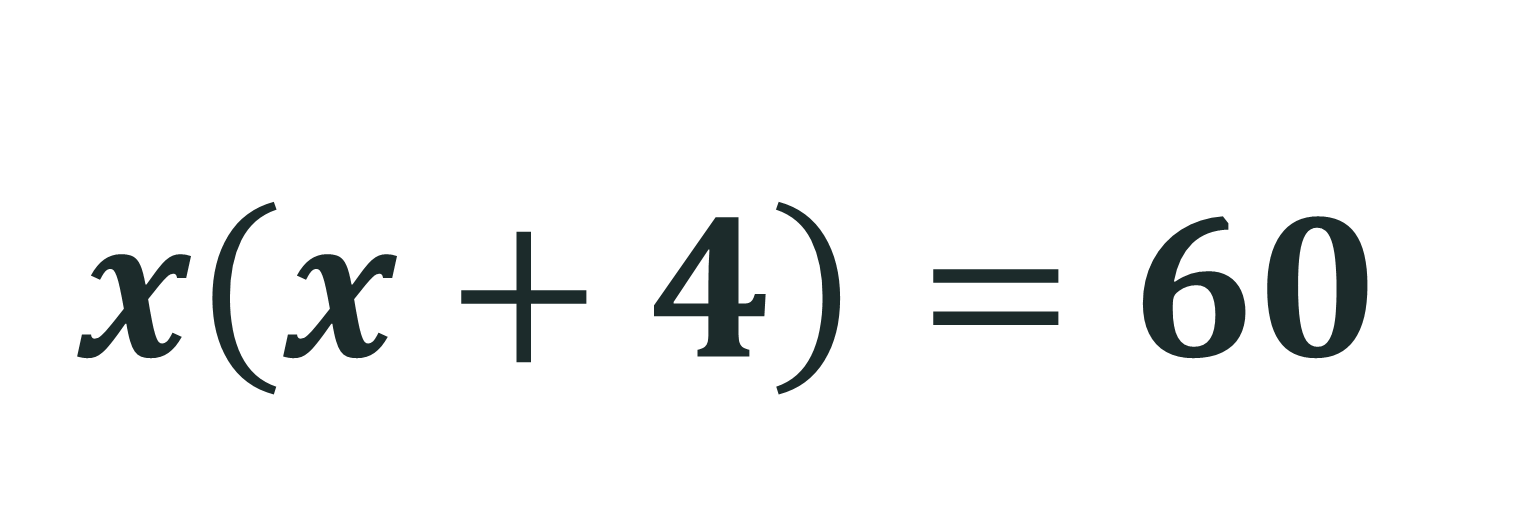 x(x + 4) = 60